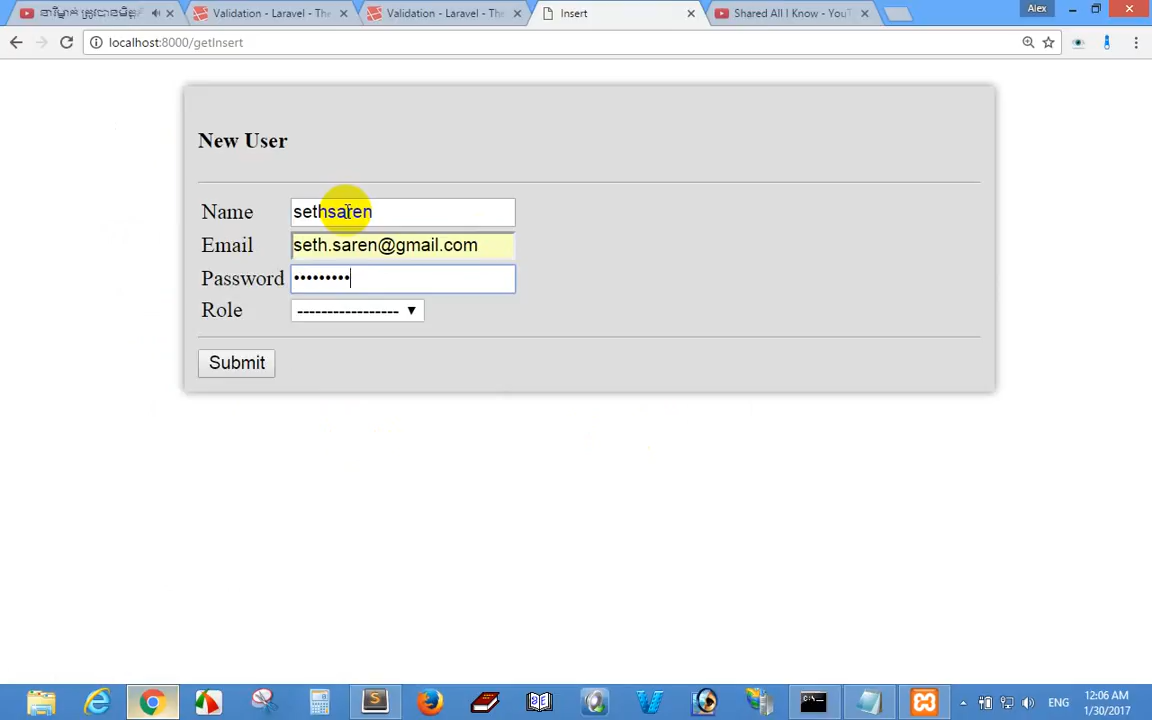 Validation - Laravel - The
Validation - Laravel - The
Insert
Shared All I Know - YouT
Alex
localhost:8000/getInsert
New User
Name sethsaren
Email seth.saren@gmail.com
Password •••••••••
Role -----------------
Submit
ENG
12:06 AM
1/30/2017